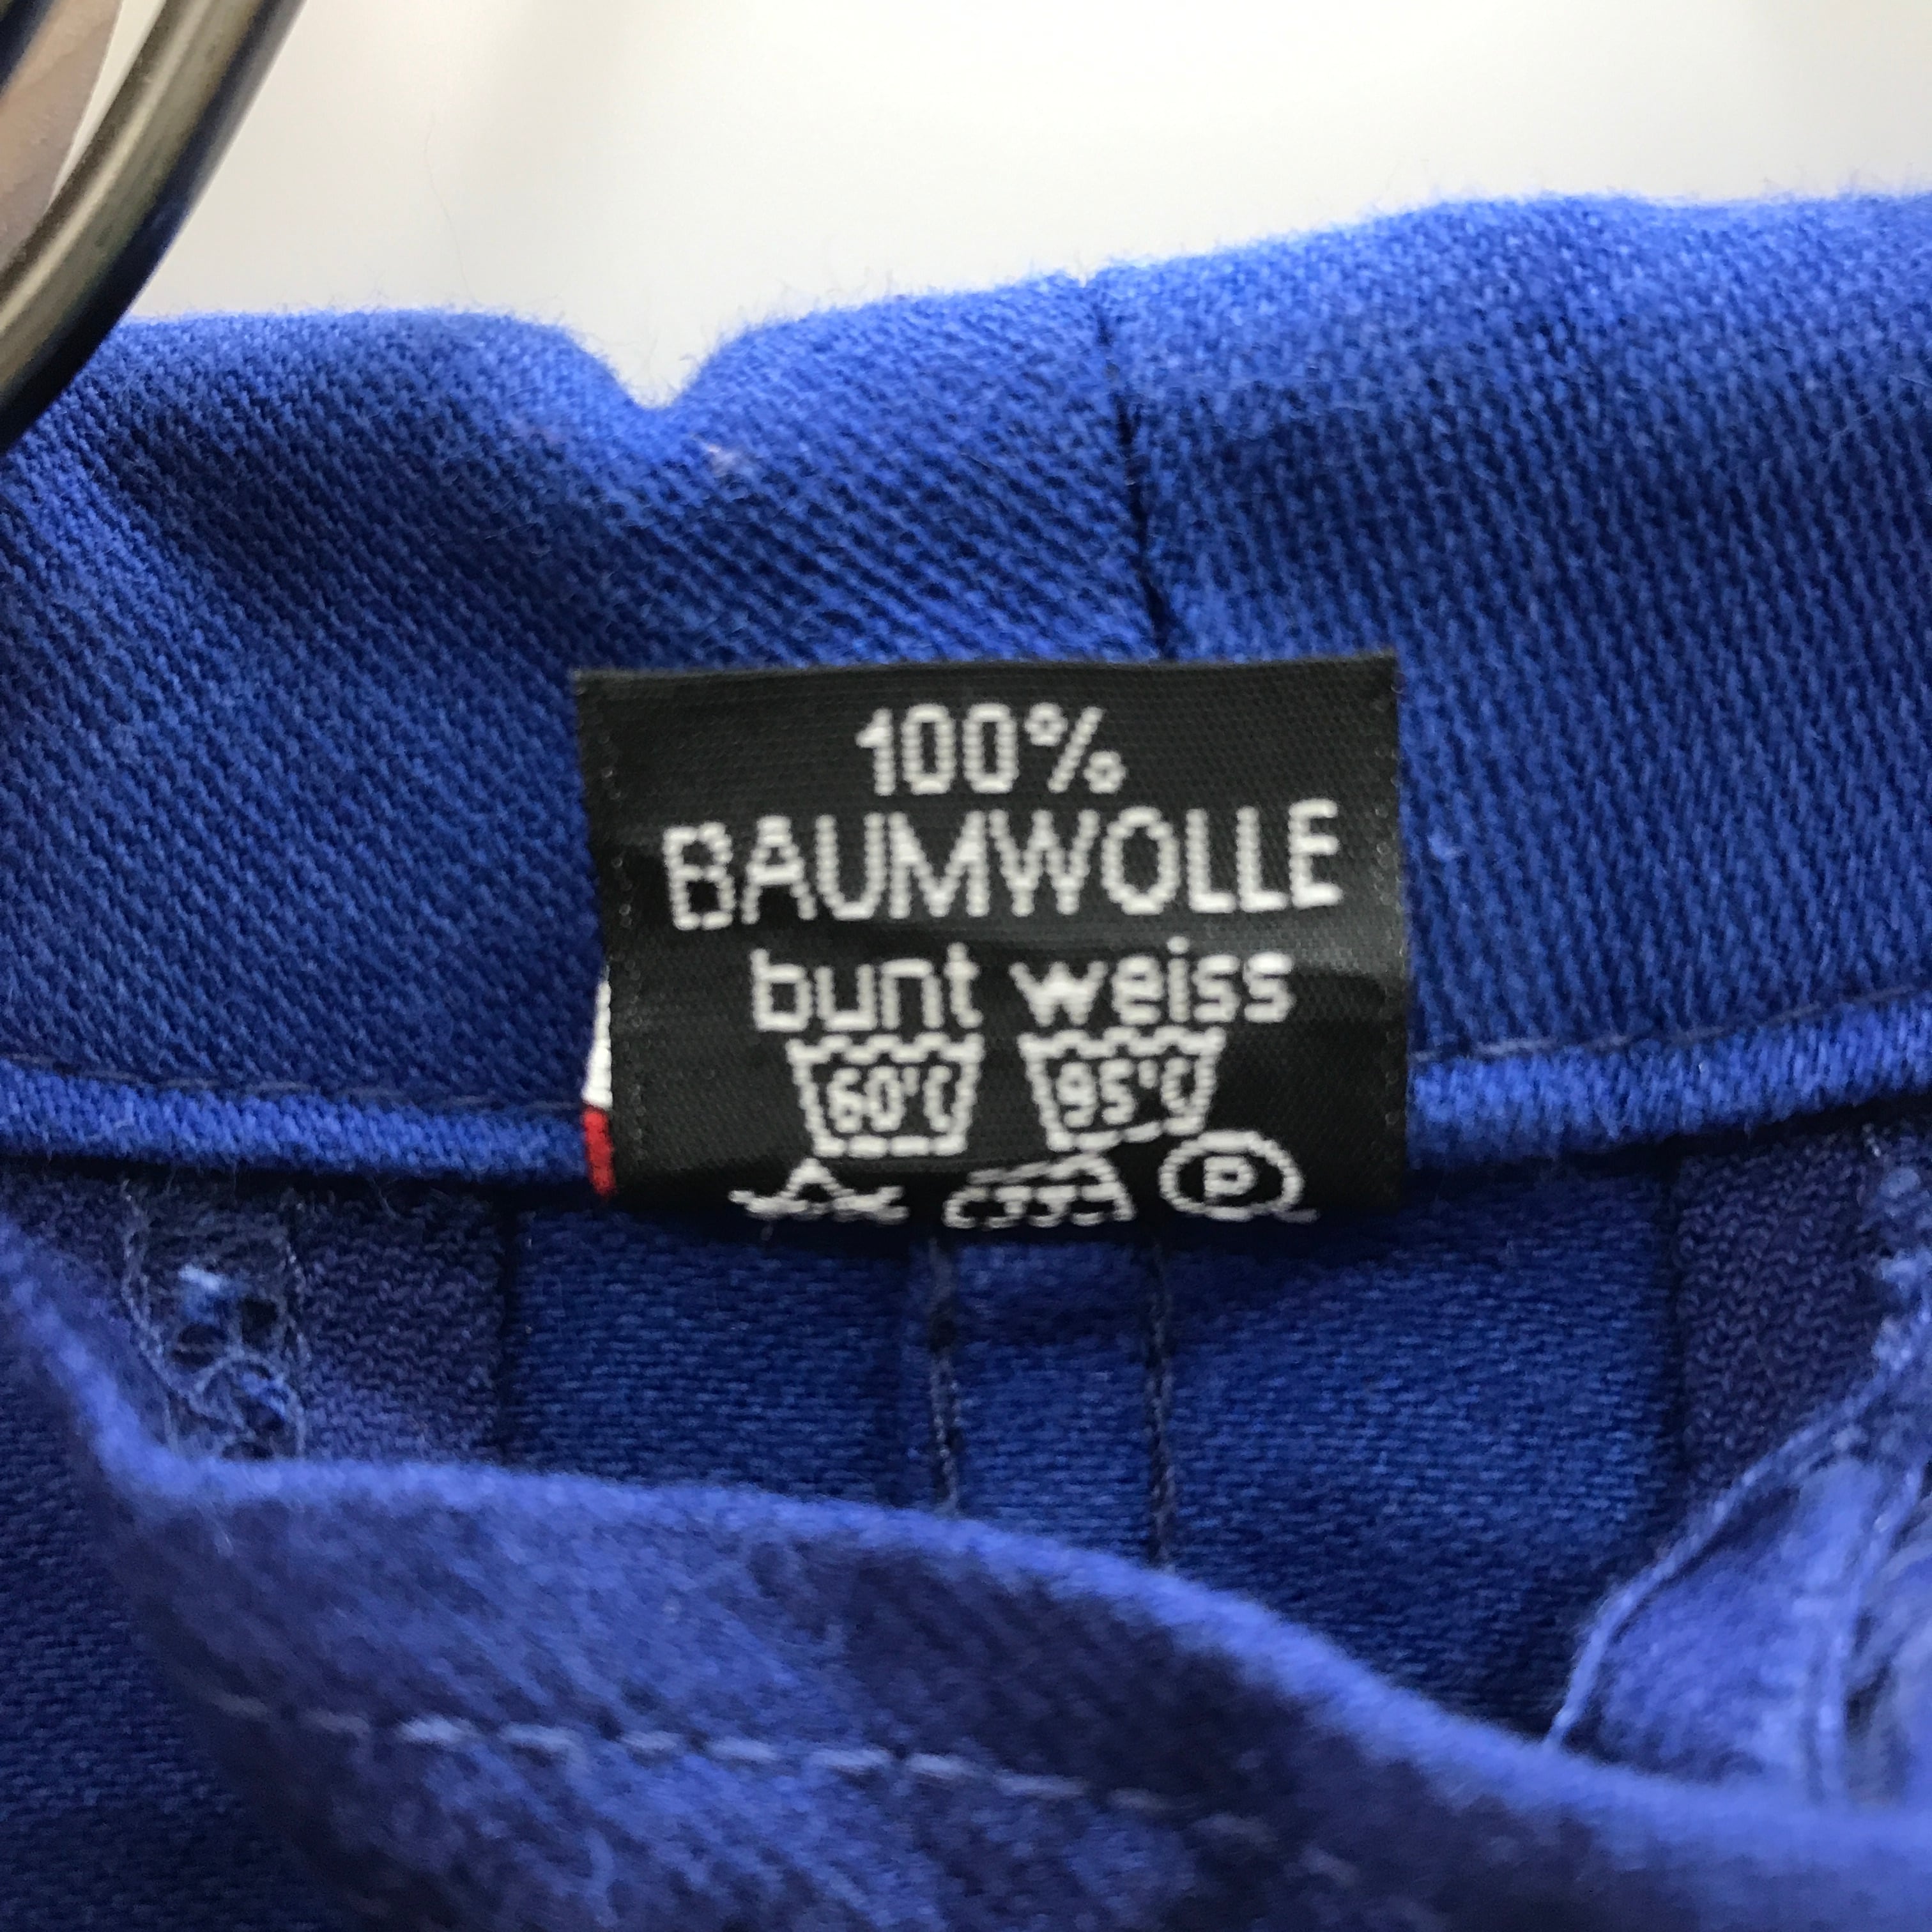 100%
BAUMWOLLE
bunt weiss
60°C 95°C
P